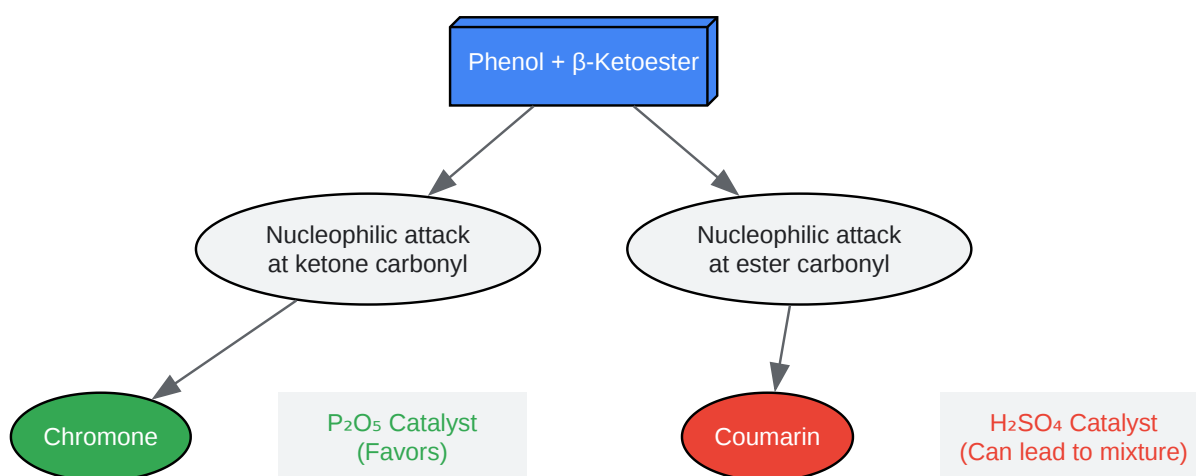 Phenol + β-Ketoester
Nucleophilic attack
at ketone carbonyl
Nucleophilic attack
at ester carbonyl
Chromone
P₂O₅ Catalyst
(Favors)
Coumarin
H₂SO₄ Catalyst
(Can lead to mixture)